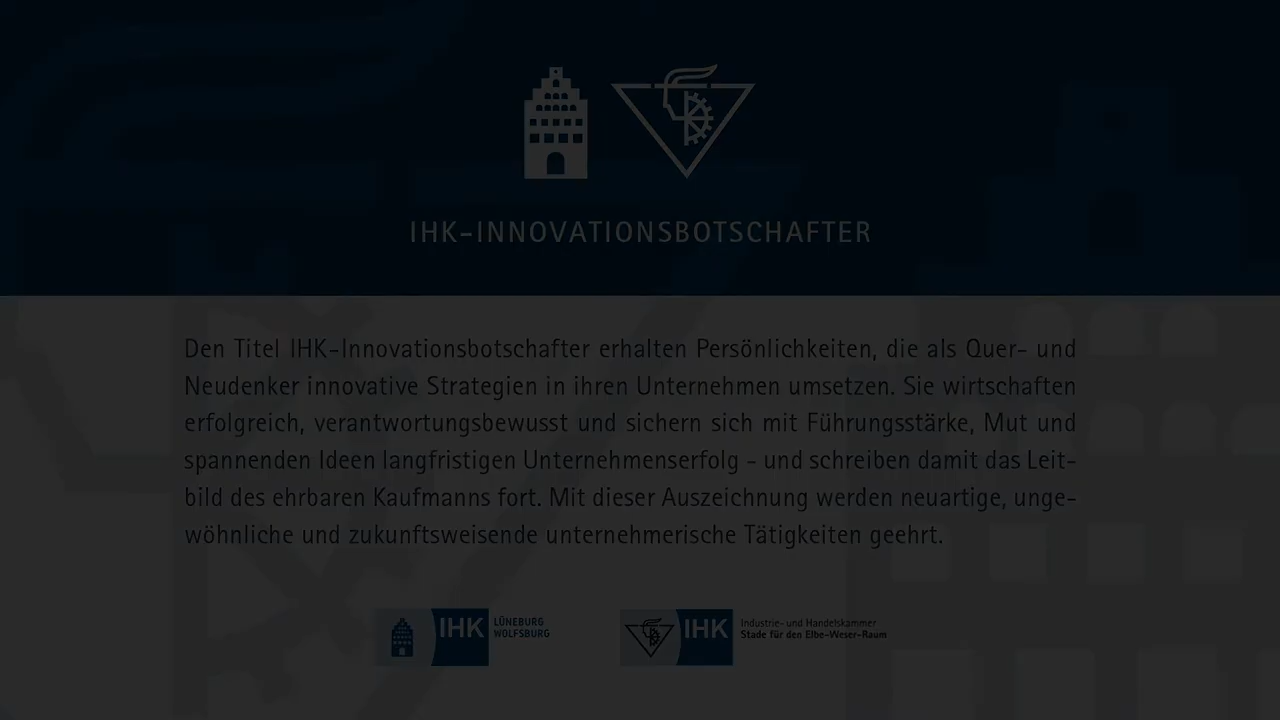 IHK-INNOVATIONSBOTSCHAFTER
Den Titel IHK-Innovationsbotschafter erhalten Persönlichkeiten, die als Quer- und
Neudenker innovative Strategien in ihren Unternehmen umsetzen. Sie wirtschaften
erfolgreich, verantwortungsbewusst und sichern sich mit Führungsstärke, Mut und
spannenden Ideen langfristigen Unternehmenserfolg - und schreiben damit das Leit-
bild des ehrbaren Kaufmanns fort. Mit dieser Auszeichnung werden neuartige, unge-
wöhnliche und zukunftsweisende unternehmerische Tätigkeiten geehrt.
IHK LÜNEBURG
WOLFSBURG
IHK Industrie- und Handelskammer
Stade für den Elbe-Weser-Raum